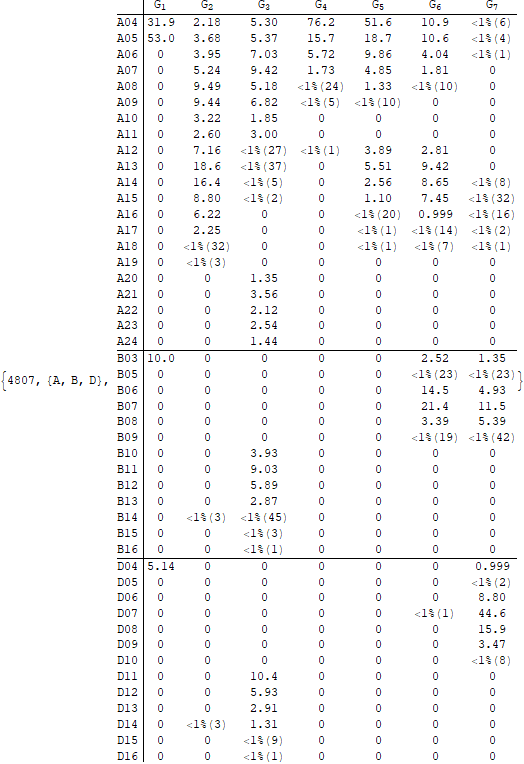 G1 G2 G3 G4 G5 G6 G7
A04 31.9 2.18 5.30 76.2 51.6 10.9 <1%(6)
A05 53.0 3.68 5.37 15.7 18.7 10.6 <1%(4)
A06 0 3.95 7.03 5.72 9.86 4.04 <1%(1)
A07 0 5.24 9.42 1.73 4.85 1.81 0
A08 0 9.49 5.18 <1%(24) 1.33 <1%(10) 0
A09 0 9.44 6.82 <1%(5) <1%(10) 0 0
A10 0 3.22 1.85 0 0 0 0
A11 0 2.60 3.00 0 0 0 0
A12 0 7.16 <1%(27) <1%(1) 3.89 2.81 0
A13 0 18.6 <1%(37) 0 5.51 9.42 0
A14 0 16.4 <1%(5) 0 2.56 8.65 <1%(8)
A15 0 8.80 <1%(2) 0 1.10 7.45 <1%(32)
A16 0 6.22 0 0 <1%(20) 0.999 <1%(16)
A17 0 2.25 0 0 <1%(1) <1%(14) <1%(2)
A18 0 <1%(32) 0 0 <1%(1) <1%(7) <1%(1)
A19 0 <1%(3) 0 0 0 0 0
A20 0 0 1.35 0 0 0 0
A21 0 0 3.56 0 0 0 0
A22 0 0 2.12 0 0 0 0
A23 0 0 2.54 0 0 0 0
A24 0 0 1.44 0 0 0 0
B03 10.0 0 0 0 0 2.52 1.35
{4807, {A, B, D}, B05 0 0 0 0 0 <1%(23) <1%(23) }
B06 0 0 0 0 0 14.5 4.93
B07 0 0 0 0 0 21.4 11.5
B08 0 0 0 0 0 3.39 5.39
B09 0 0 0 0 0 <1%(19) <1%(42)
B10 0 0 3.93 0 0 0 0
B11 0 0 9.03 0 0 0 0
B12 0 0 5.89 0 0 0 0
B13 0 0 2.87 0 0 0 0
B14 0 <1%(3) <1%(45) 0 0 0 0
B15 0 0 <1%(3) 0 0 0 0
B16 0 0 <1%(1) 0 0 0 0
D04 5.14 0 0 0 0 0 0.999
D05 0 0 0 0 0 0 <1%(2)
D06 0 0 0 0 0 0 8.80
D07 0 0 0 0 0 <1%(1) 44.6
D08 0 0 0 0 0 0 15.9
D09 0 0 0 0 0 0 3.47
D10 0 0 0 0 0 0 <1%(8)
D11 0 0 10.4 0 0 0 0
D12 0 0 5.93 0 0 0 0
D13 0 0 2.91 0 0 0 0
D14 0 <1%(3) 1.31 0 0 0 0
D15 0 0 <1%(9) 0 0 0 0
D16 0 0 <1%(1) 0 0 0 0